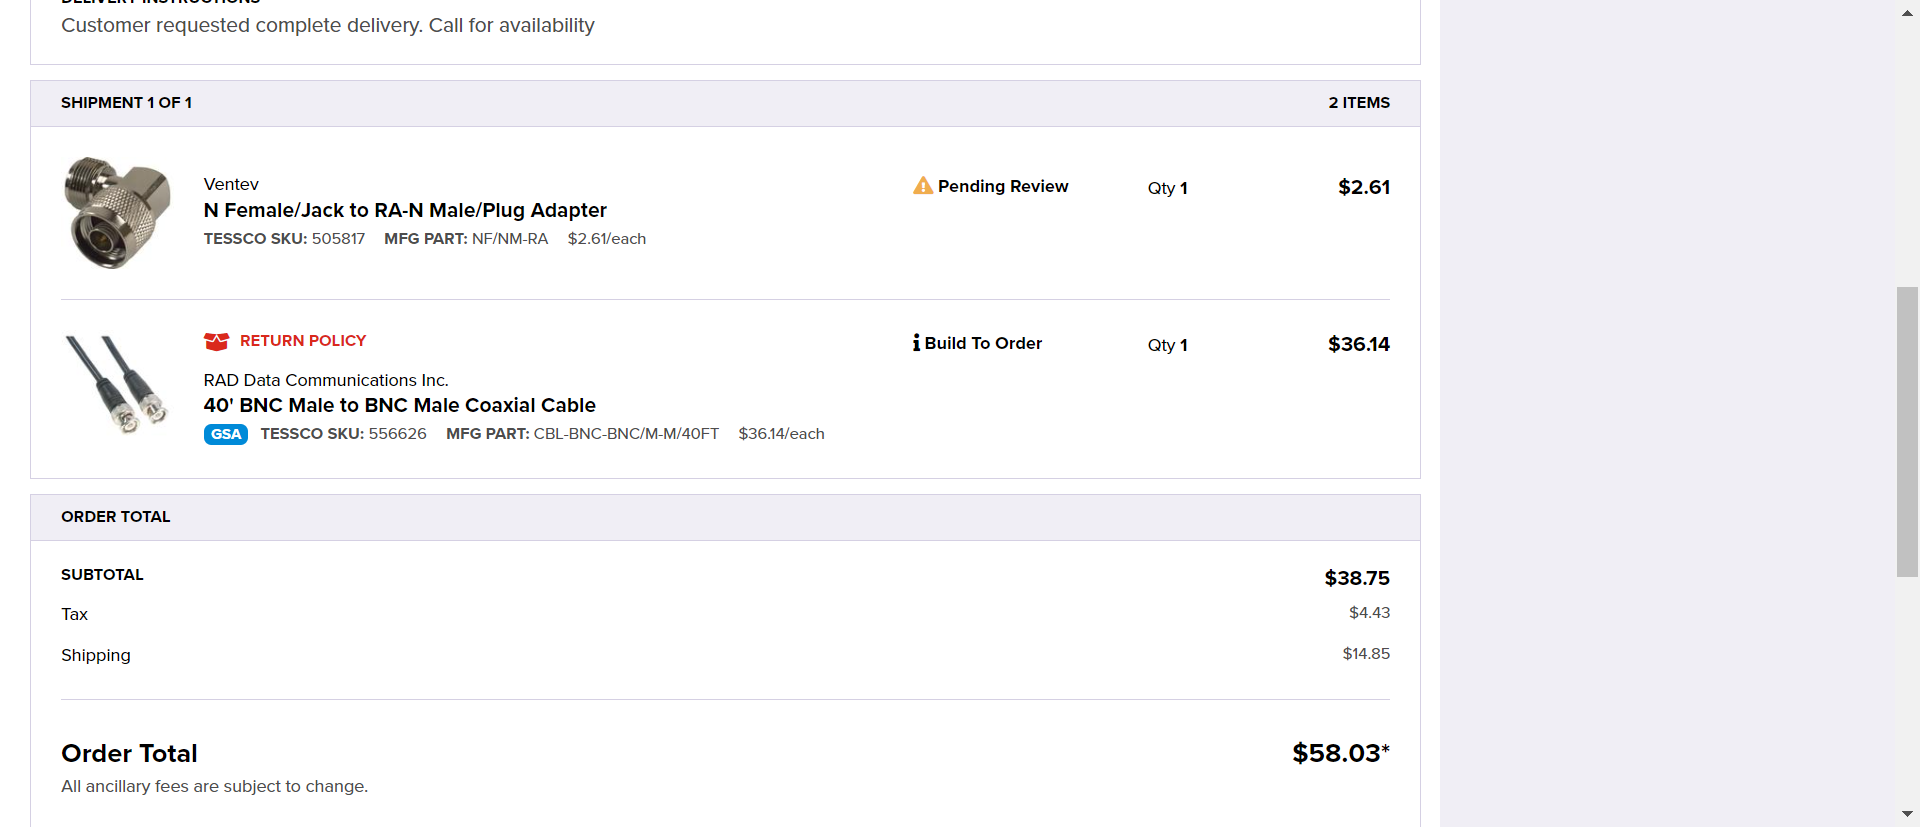 DELIVERY INSTRUCTIONS
Customer requested complete delivery. Call for availability
SHIPMENT 1 OF 1
2 ITEMS
Ventev
N Female/Jack to RA-N Male/Plug Adapter
TESSCO SKU: 505817 MFG PART: NF/NM-RA $2.61/each
Pending Review
Qty 1
$2.61
RETURN POLICY
RAD Data Communications Inc.
40' BNC Male to BNC Male Coaxial Cable
GSA TESSCO SKU: 556626 MFG PART: CBL-BNC-BNC/M-M/40FT $36.14/each
Build To Order
Qty 1
$36.14
ORDER TOTAL
SUBTOTAL
$38.75
Tax
$4.43
Shipping
$14.85
Order Total
$58.03*
All ancillary fees are subject to change.